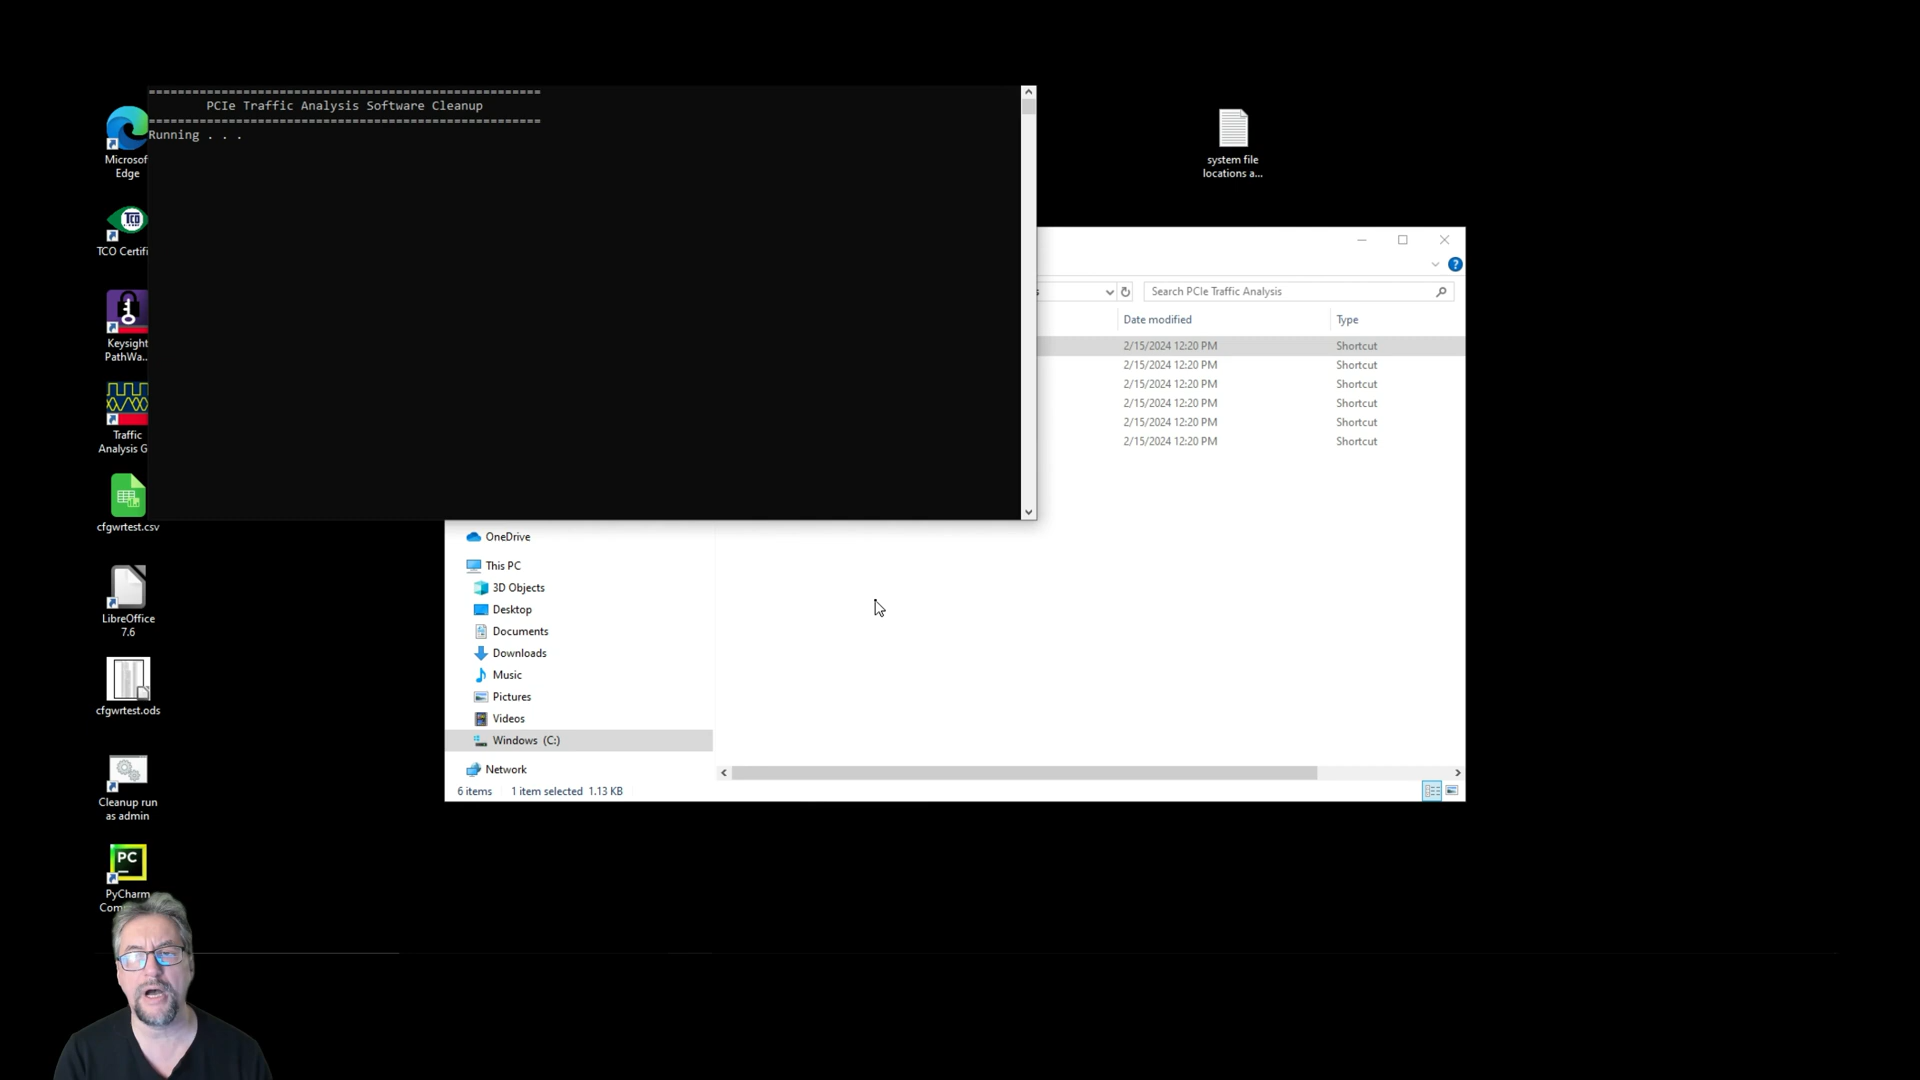 ==================================================
PCIe Traffic Analysis Software Cleanup
==================================================
Running . . .
Microsof
Edge
TCO
TCO Certifi
Keysight
PathWa...
Traffic
Analysis G
cfgwrtest.csv
LibreOffice
7.6
cfgwrtest.ods
Cleanup run
as admin
PC
PyCharm
Com
system file
locations a...
?
s
Search PCIe Traffic Analysis
Date modified
Type
2/15/2024 12:20 PM
Shortcut
2/15/2024 12:20 PM
Shortcut
2/15/2024 12:20 PM
Shortcut
2/15/2024 12:20 PM
Shortcut
2/15/2024 12:20 PM
Shortcut
2/15/2024 12:20 PM
Shortcut
OneDrive
This PC
3D Objects
Desktop
Documents
Downloads
Music
Pictures
Videos
Windows (C:)
Network
6 items
1 item selected 1.13 KB